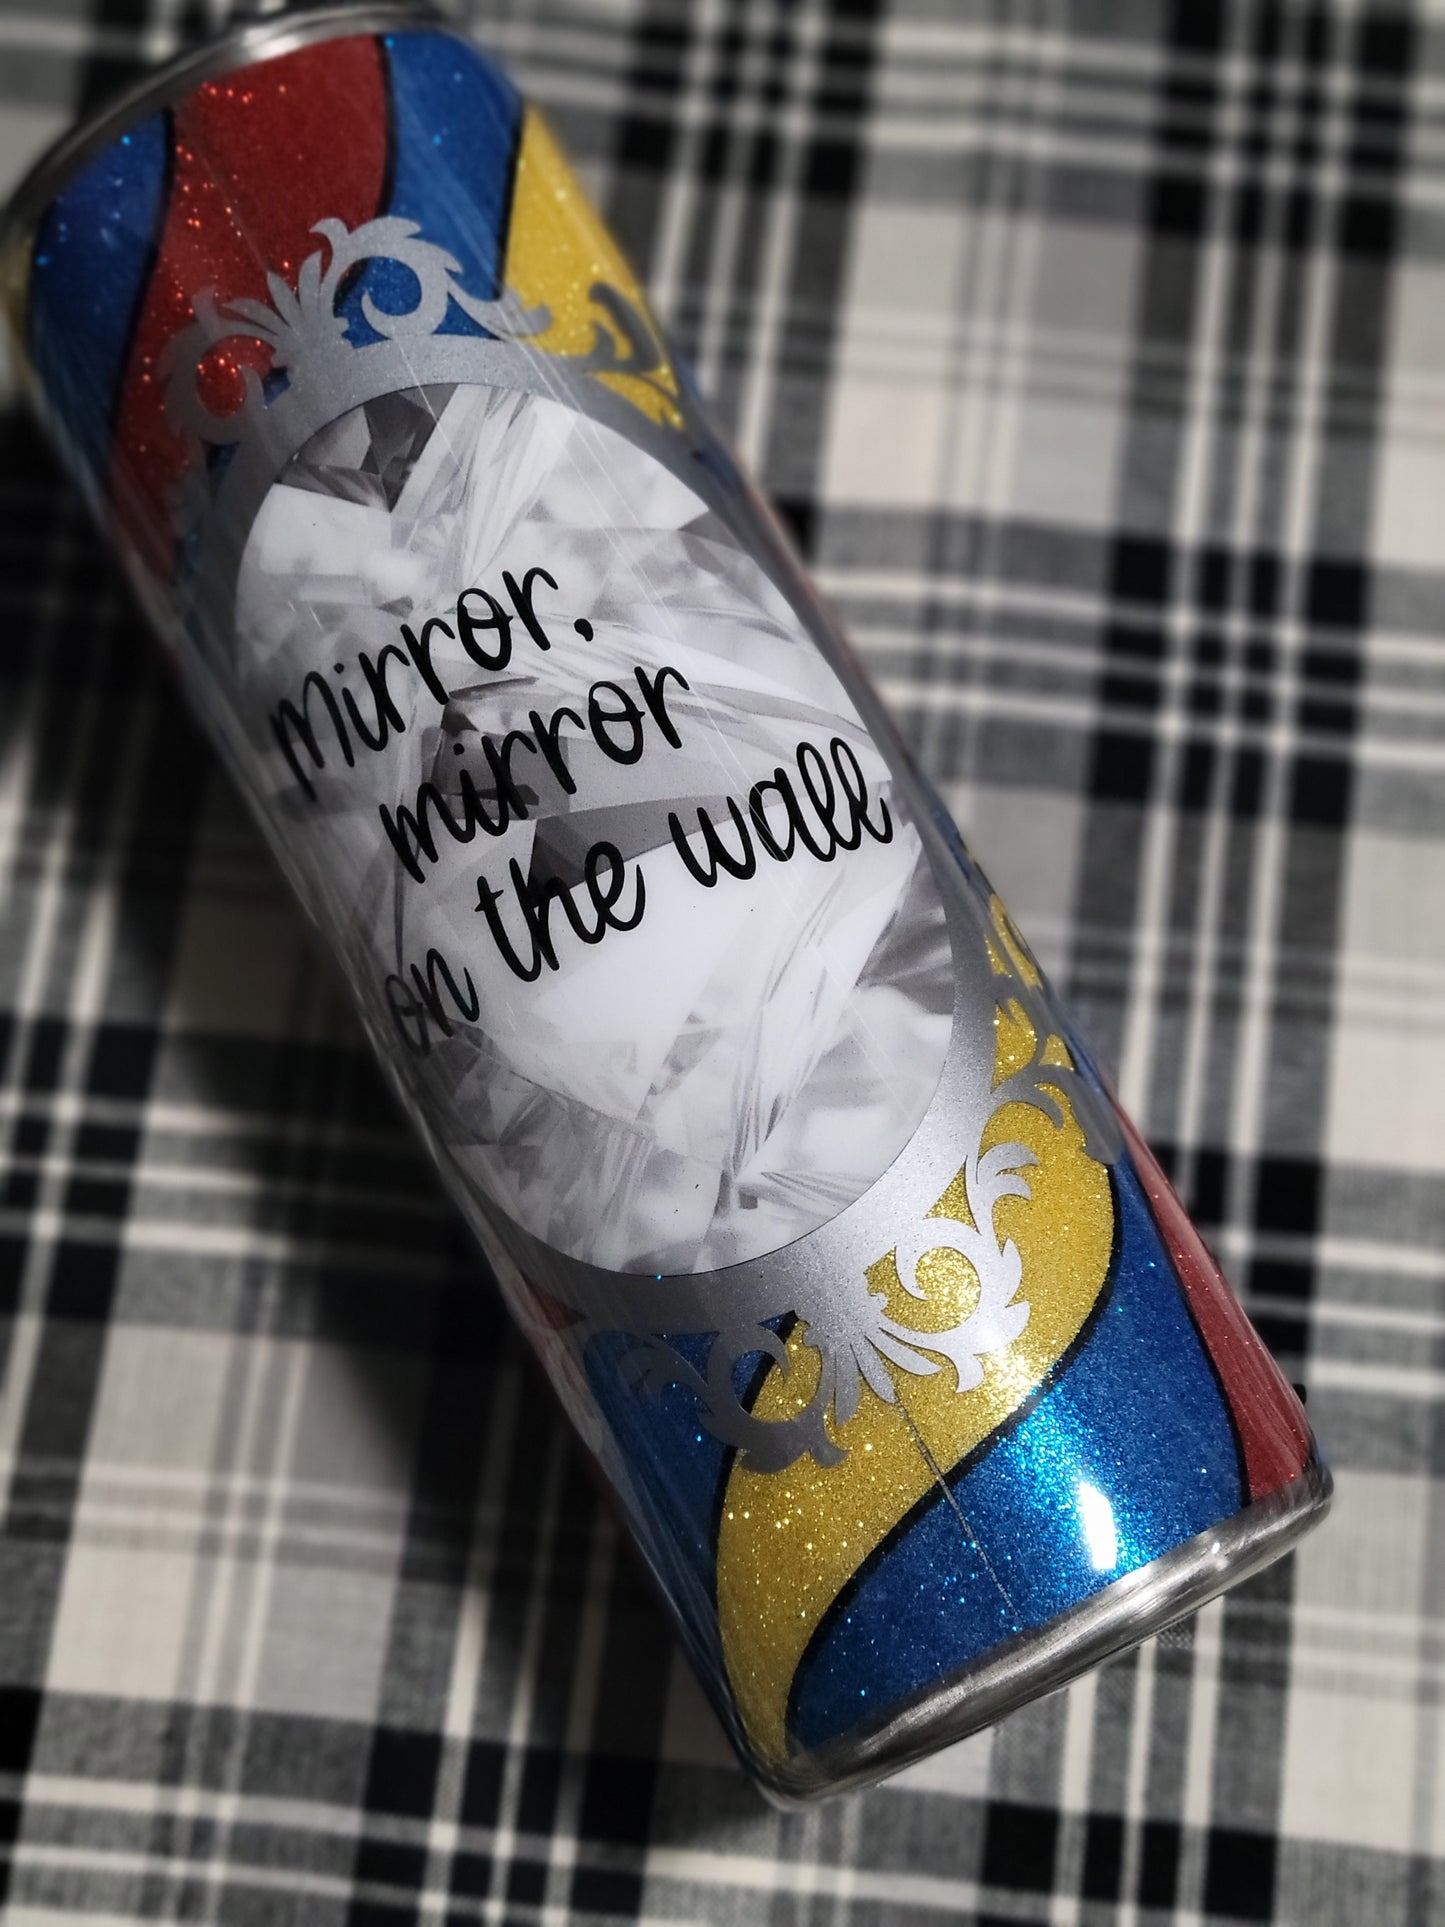 mirror,
mirror
on the wall